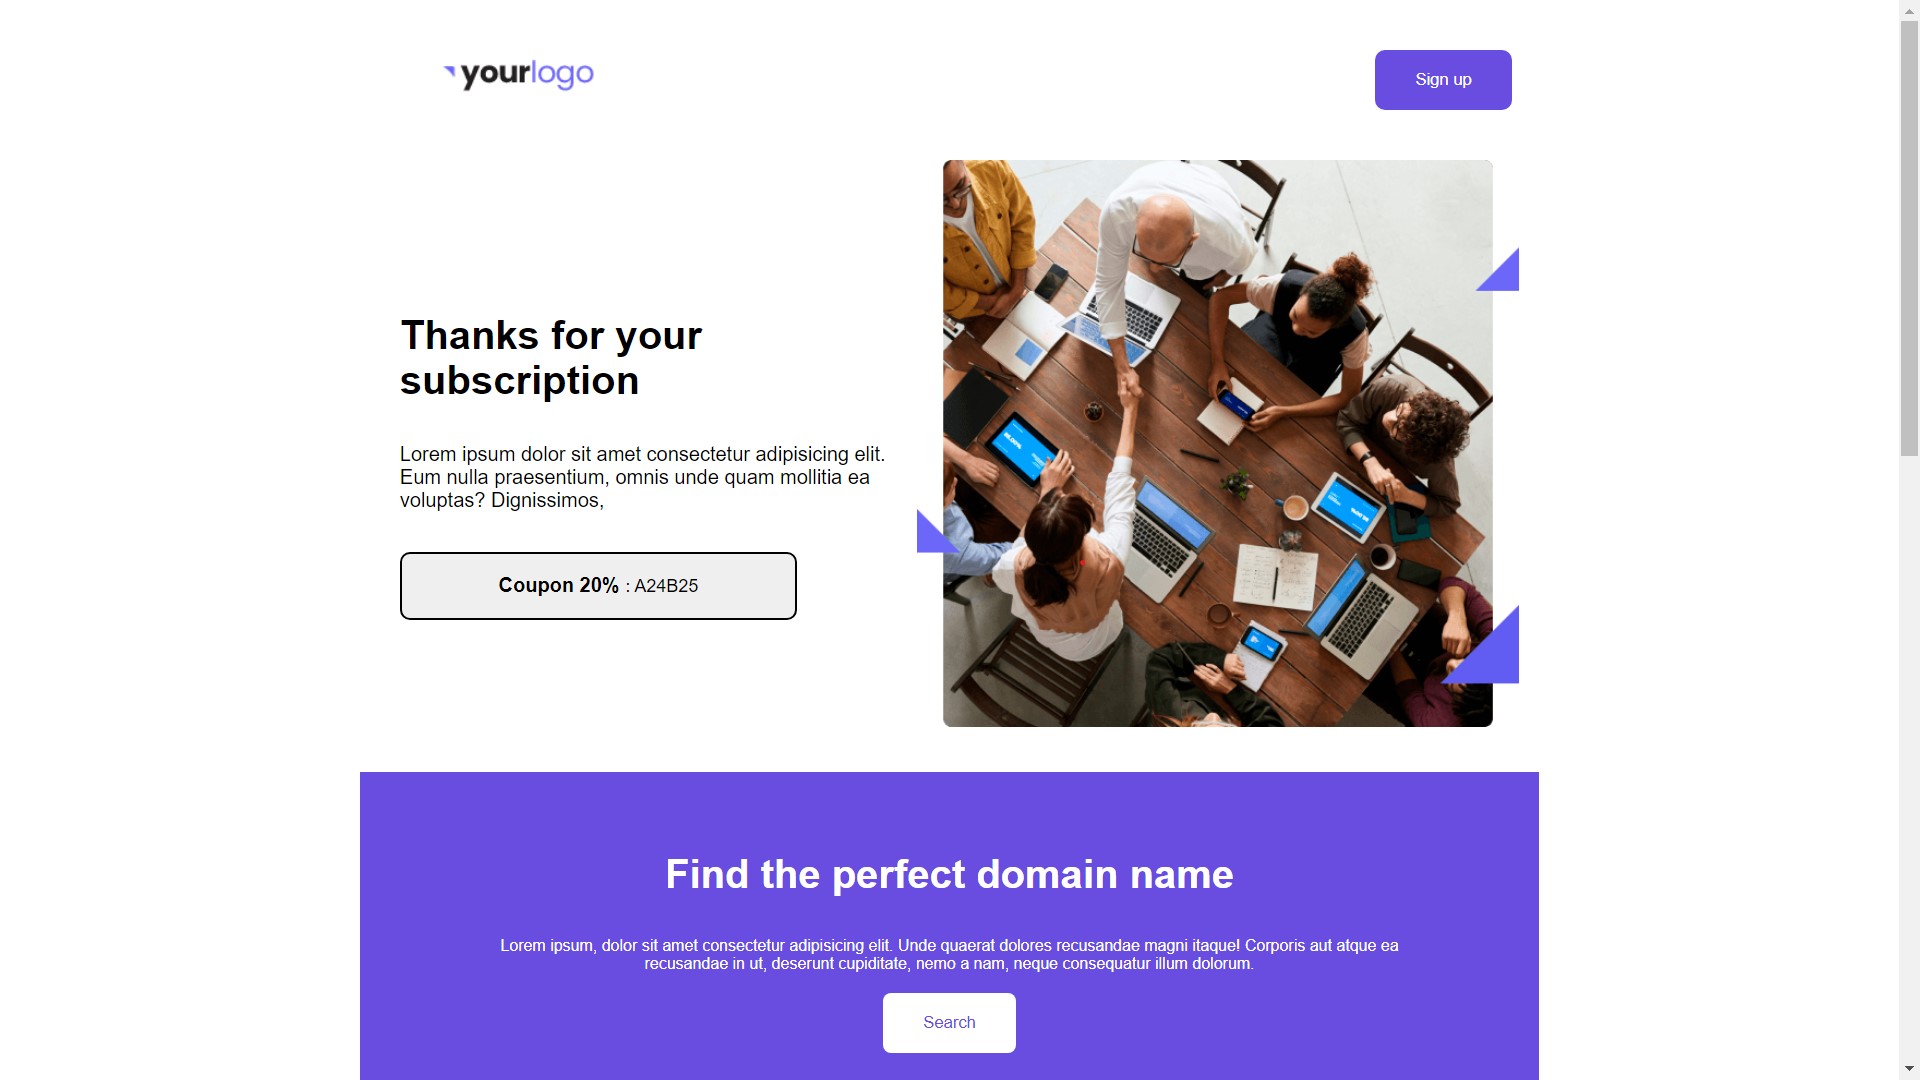 yourlogo
Sign up
Thanks for your
subscription
Lorem ipsum dolor sit amet consectetur adipisicing elit.
Eum nulla praesentium, omnis unde quam mollitia ea
voluptas? Dignissimos,
Coupon 20% : A24B25
Find the perfect domain name
Lorem ipsum, dolor sit amet consectetur adipisicing elit. Unde quaerat dolores recusandae magni itaque! Corporis aut atque ea
recusandae in ut, deserunt cupiditate, nemo a nam, neque consequatur illum dolorum.
Search